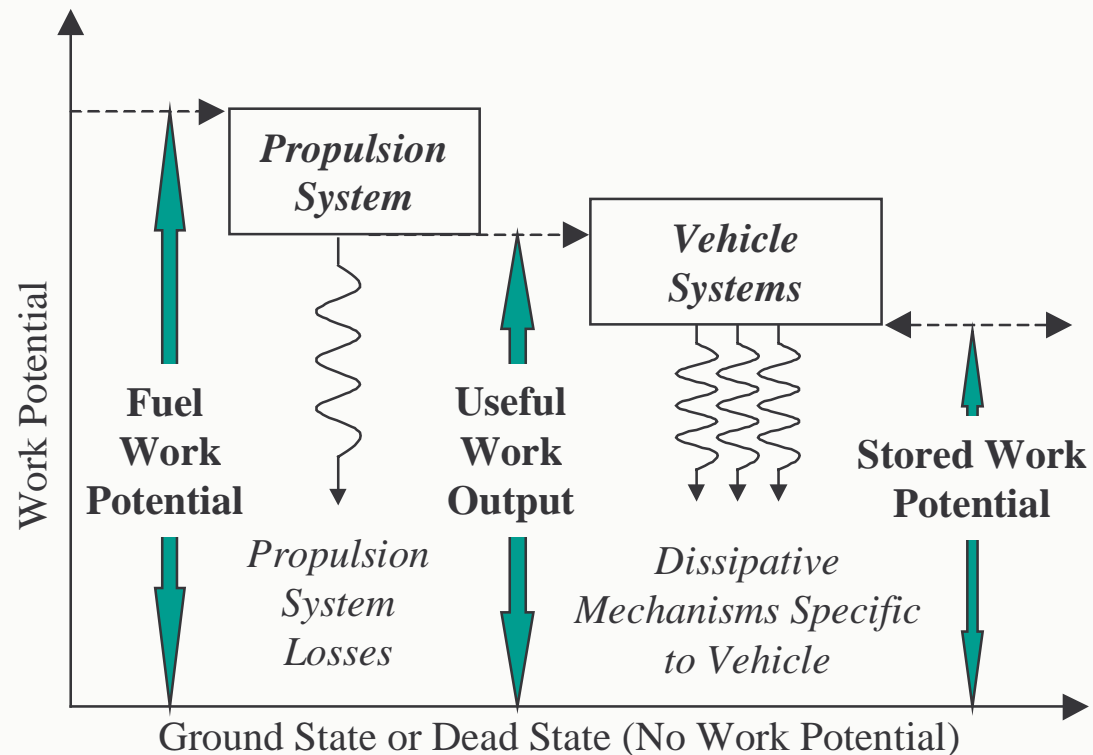 Work Potential
Propulsion
System
Vehicle
Systems
Fuel
Work
Potential
Useful
Work
Output
Stored Work
Potential
Propulsion
System
Losses
Dissipative
Mechanisms Specific
to Vehicle
Ground State or Dead State (No Work Potential)